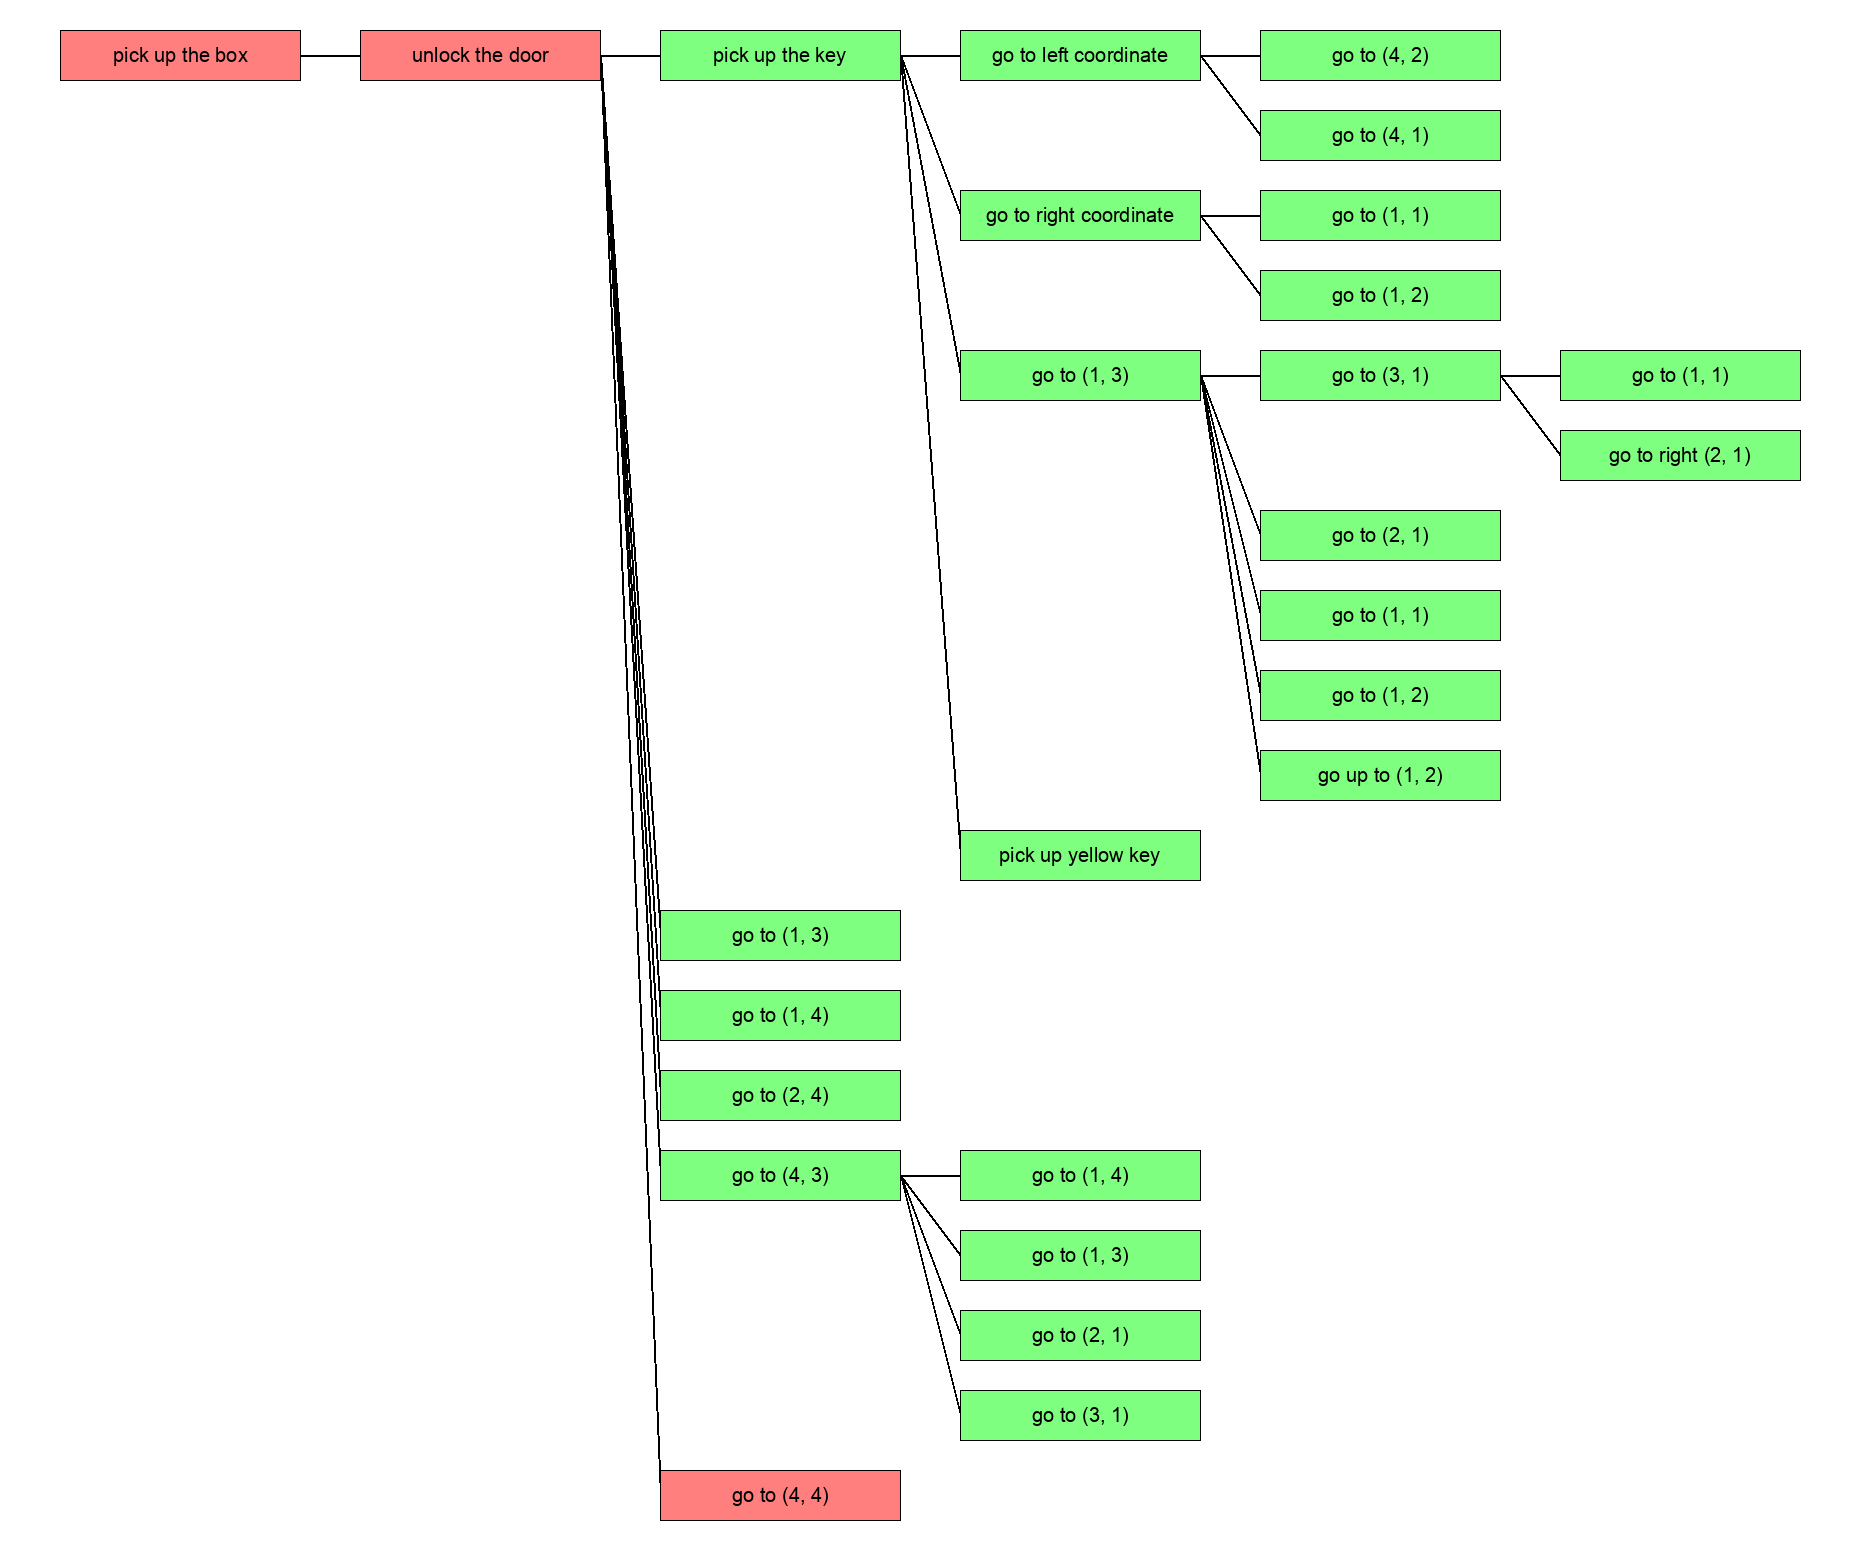 pick up the box
unlock the door
pick up the key
go to left coordinate
go to (4, 2)
go to (4, 1)
go to right coordinate
go to (1, 1)
go to (1, 2)
go to (1, 3)
go to (3, 1)
go to (1, 1)
go to right (2, 1)
go to (2, 1)
go to (1, 1)
go to (1, 2)
go up to (1, 2)
pick up yellow key
go to (1, 3)
go to (1, 4)
go to (2, 4)
go to (4, 3)
go to (1, 4)
go to (1, 3)
go to (2, 1)
go to (3, 1)
go to (4, 4)